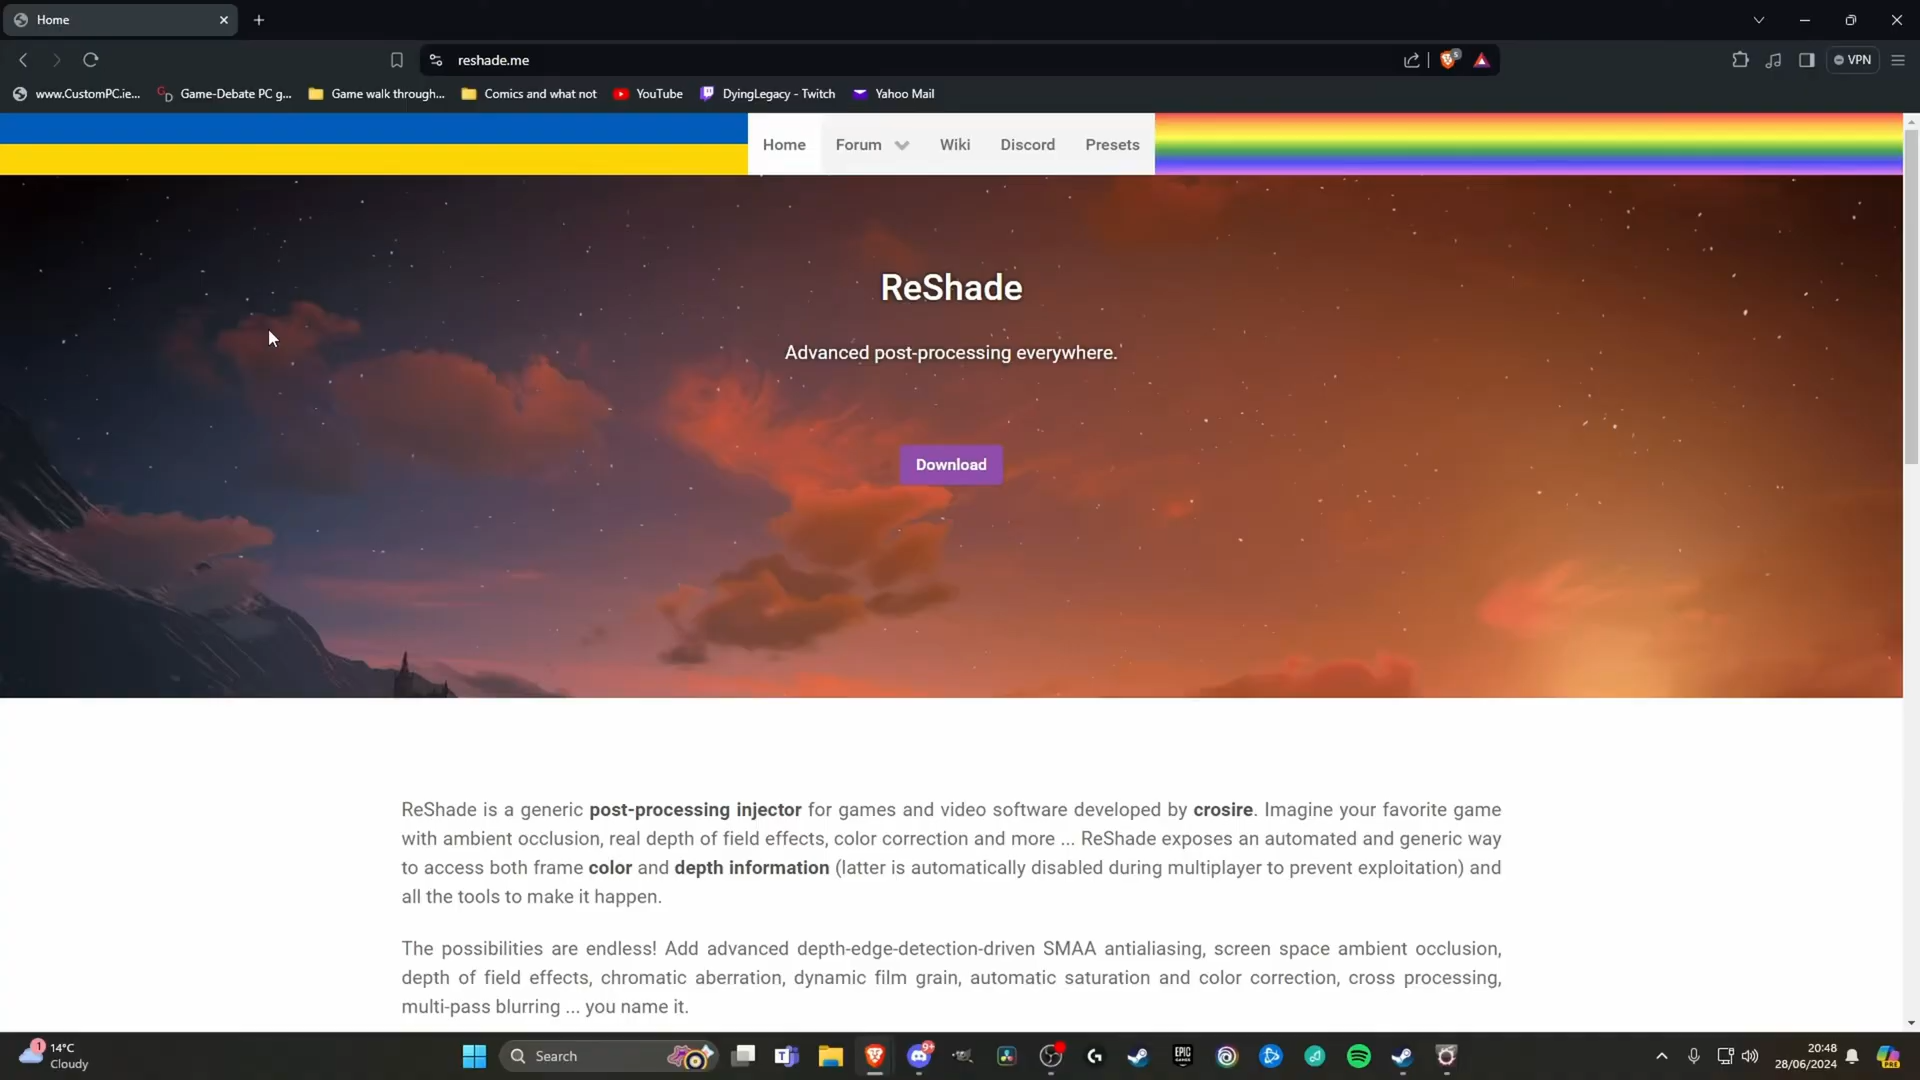 Home
reshade.me
VPN
www.CustomPC.ie...
Game-Debate PC g...
Game walk through...
Comics and what not
YouTube
DyingLegacy - Twitch
Yahoo Mail
Home
Forum
Wiki
Discord
Presets
ReShade
Advanced post-processing everywhere.
Download
ReShade is a generic post-processing injector for games and video software developed by crosire. Imagine your favorite game
with ambient occlusion, real depth of field effects, color correction and more ... ReShade exposes an automated and generic way
to access both frame color and depth information (latter is automatically disabled during multiplayer to prevent exploitation) and
all the tools to make it happen.
The possibilities are endless! Add advanced depth-edge-detection-driven SMAA antialiasing, screen space ambient occlusion,
depth of field effects, chromatic aberration, dynamic film grain, automatic saturation and color correction, cross processing,
multi-pass blurring ... you name it.
1
14°C
Cloudy
Search
9+
EPIC
GAMES
20:48
28/06/2024
PRE